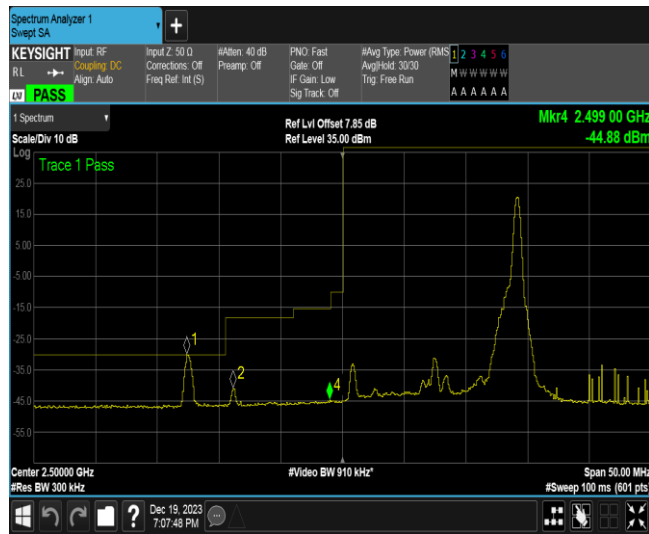 Spectrum Analyzer 1
Swept SA
+
KEYSIGHT
RL
LXI PASS
Input: RF
Coupling: DC
Align: Auto
Input Z: 50 Ω
Corrections: Off
Freq Ref: Int (S)
#Atten: 40 dB
Preamp: Off
PNO: Fast
Gate: Off
IF Gain: Low
Sig Track: Off
#Avg Type: Power (RMS
Avg|Hold: 30/30
Trig: Free Run
1 2 3 4 5 6
M W W W W W
A A A A A A
1 Spectrum
Scale/Div 10 dB
Log
Ref Lvl Offset 7.85 dB
Ref Level 35.00 dBm
Mkr4 2.499 00 GHz
-44.88 dBm
Trace 1 Pass
25.0
15.0
5.00
-5.00
-15.0
-25.0
-35.0
-45.0
-55.0
1
2
4
Center 2.50000 GHz
#Res BW 300 kHz
#Video BW 910 kHz*
Span 50.00 MHz
#Sweep 100 ms (601 pts)
?
Dec 19, 2023
7:07:48 PM